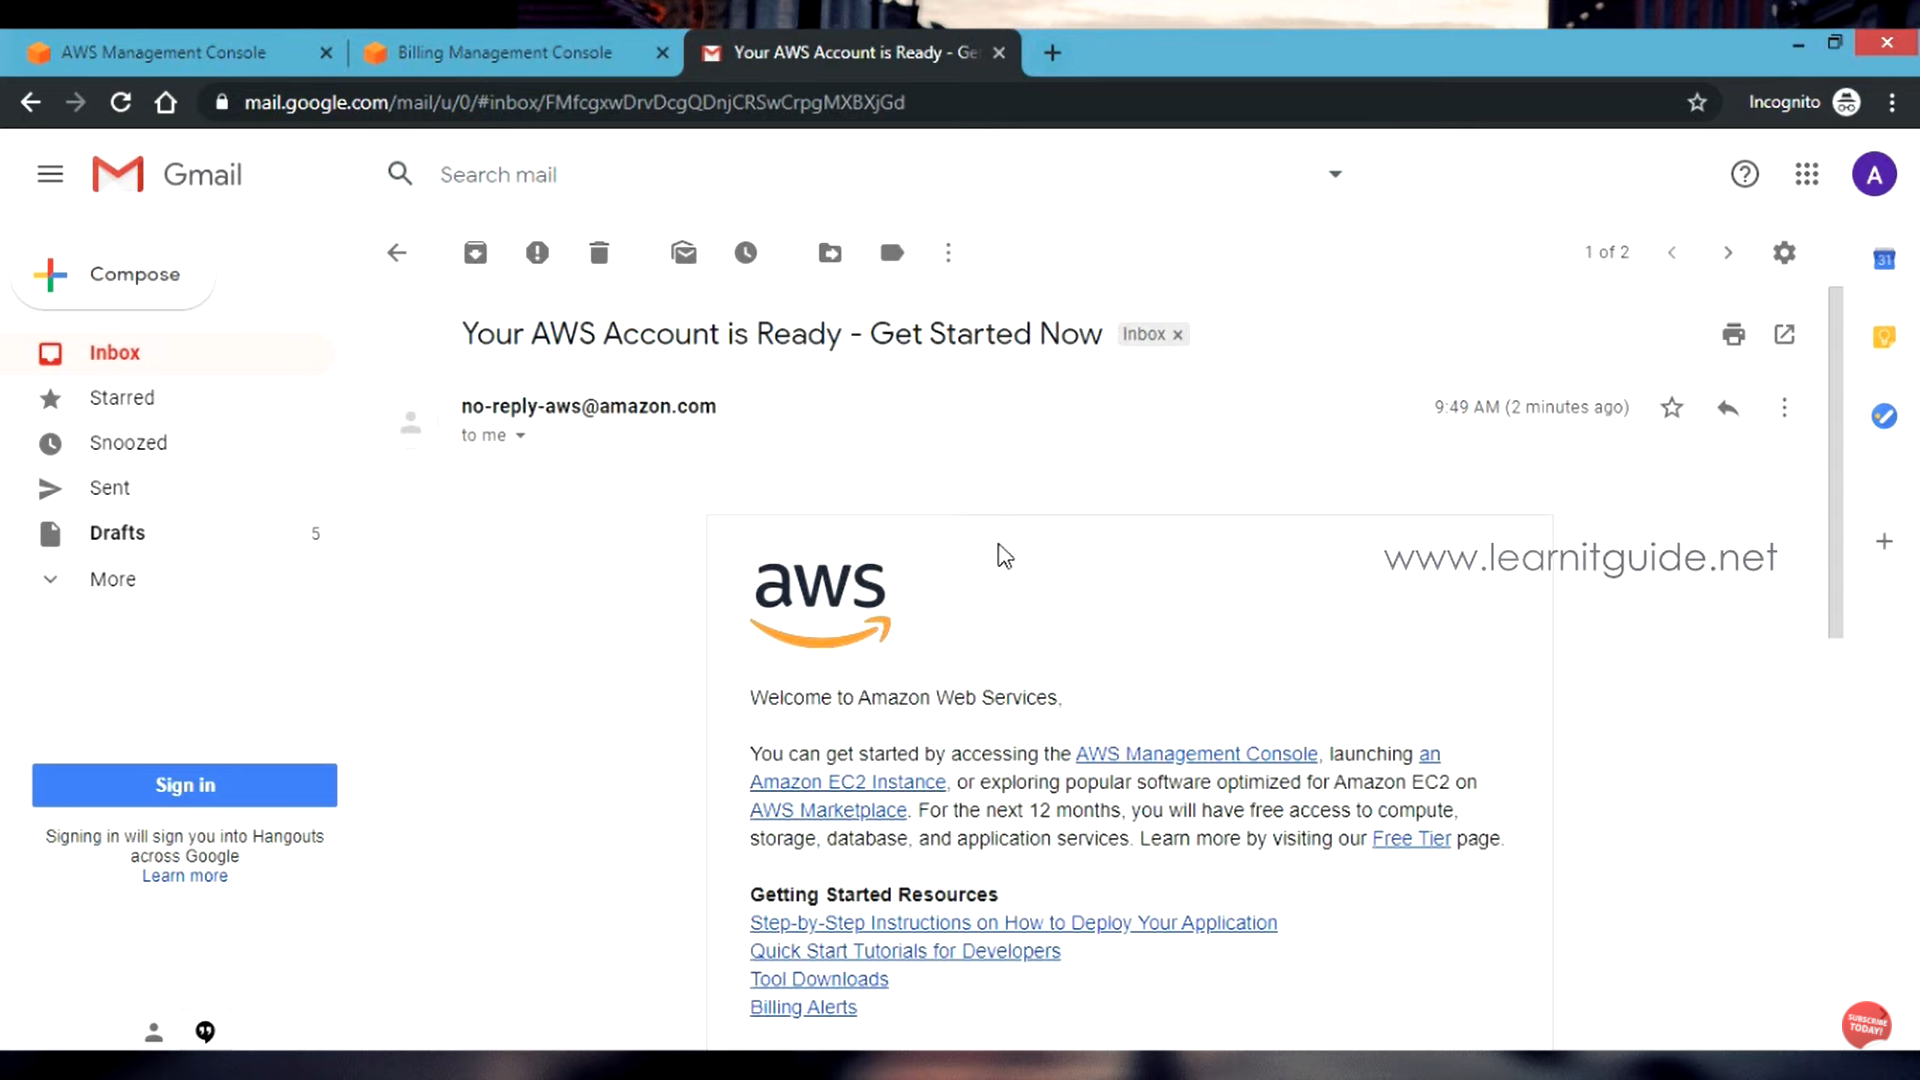 AWS Management Console
Billing Management Console
Your AWS Account is Ready - Ge
mail.google.com/mail/u/0/#inbox/FMfcgxwDrvDcgQDnjCRSwCrpgMXBXjGd
Incognito
Gmail
Search mail
A
Compose
1 of 2
31
Your AWS Account is Ready - Get Started Now
Inbox x
Inbox
Starred
Snoozed
Sent
Drafts 5
More
no-reply-aws@amazon.com
9:49 AM (2 minutes ago)
to me
www.learnitguide.net
aws
Welcome to Amazon Web Services,
You can get started by accessing the AWS Management Console, launching an
Amazon EC2 Instance, or exploring popular software optimized for Amazon EC2 on
AWS Marketplace. For the next 12 months, you will have free access to compute,
storage, database, and application services. Learn more by visiting our Free Tier page.
Getting Started Resources
Step-by-Step Instructions on How to Deploy Your Application
Quick Start Tutorials for Developers
Tool Downloads
Billing Alerts
Sign in
Signing in will sign you into Hangouts
across Google
Learn more
SUBSCRIBE
TODAY!